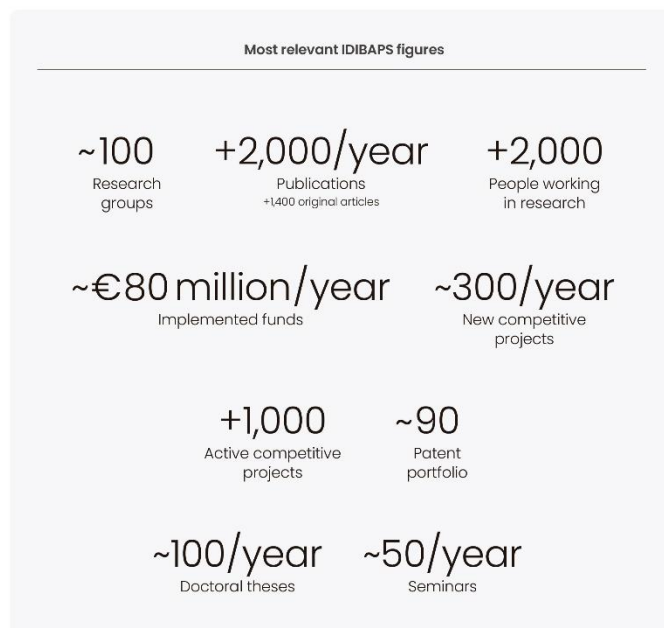 Most relevant IDIBAPS figures
~100
Research
groups
+2,000/year
Publications
+1,400 original articles
+2,000
People working
in research
~€80 million/year
Implemented funds
~300/year
New competitive
projects
+1,000
Active competitive
projects
~90
Patent
portfolio
~100/year
Doctoral theses
~50/year
Seminars